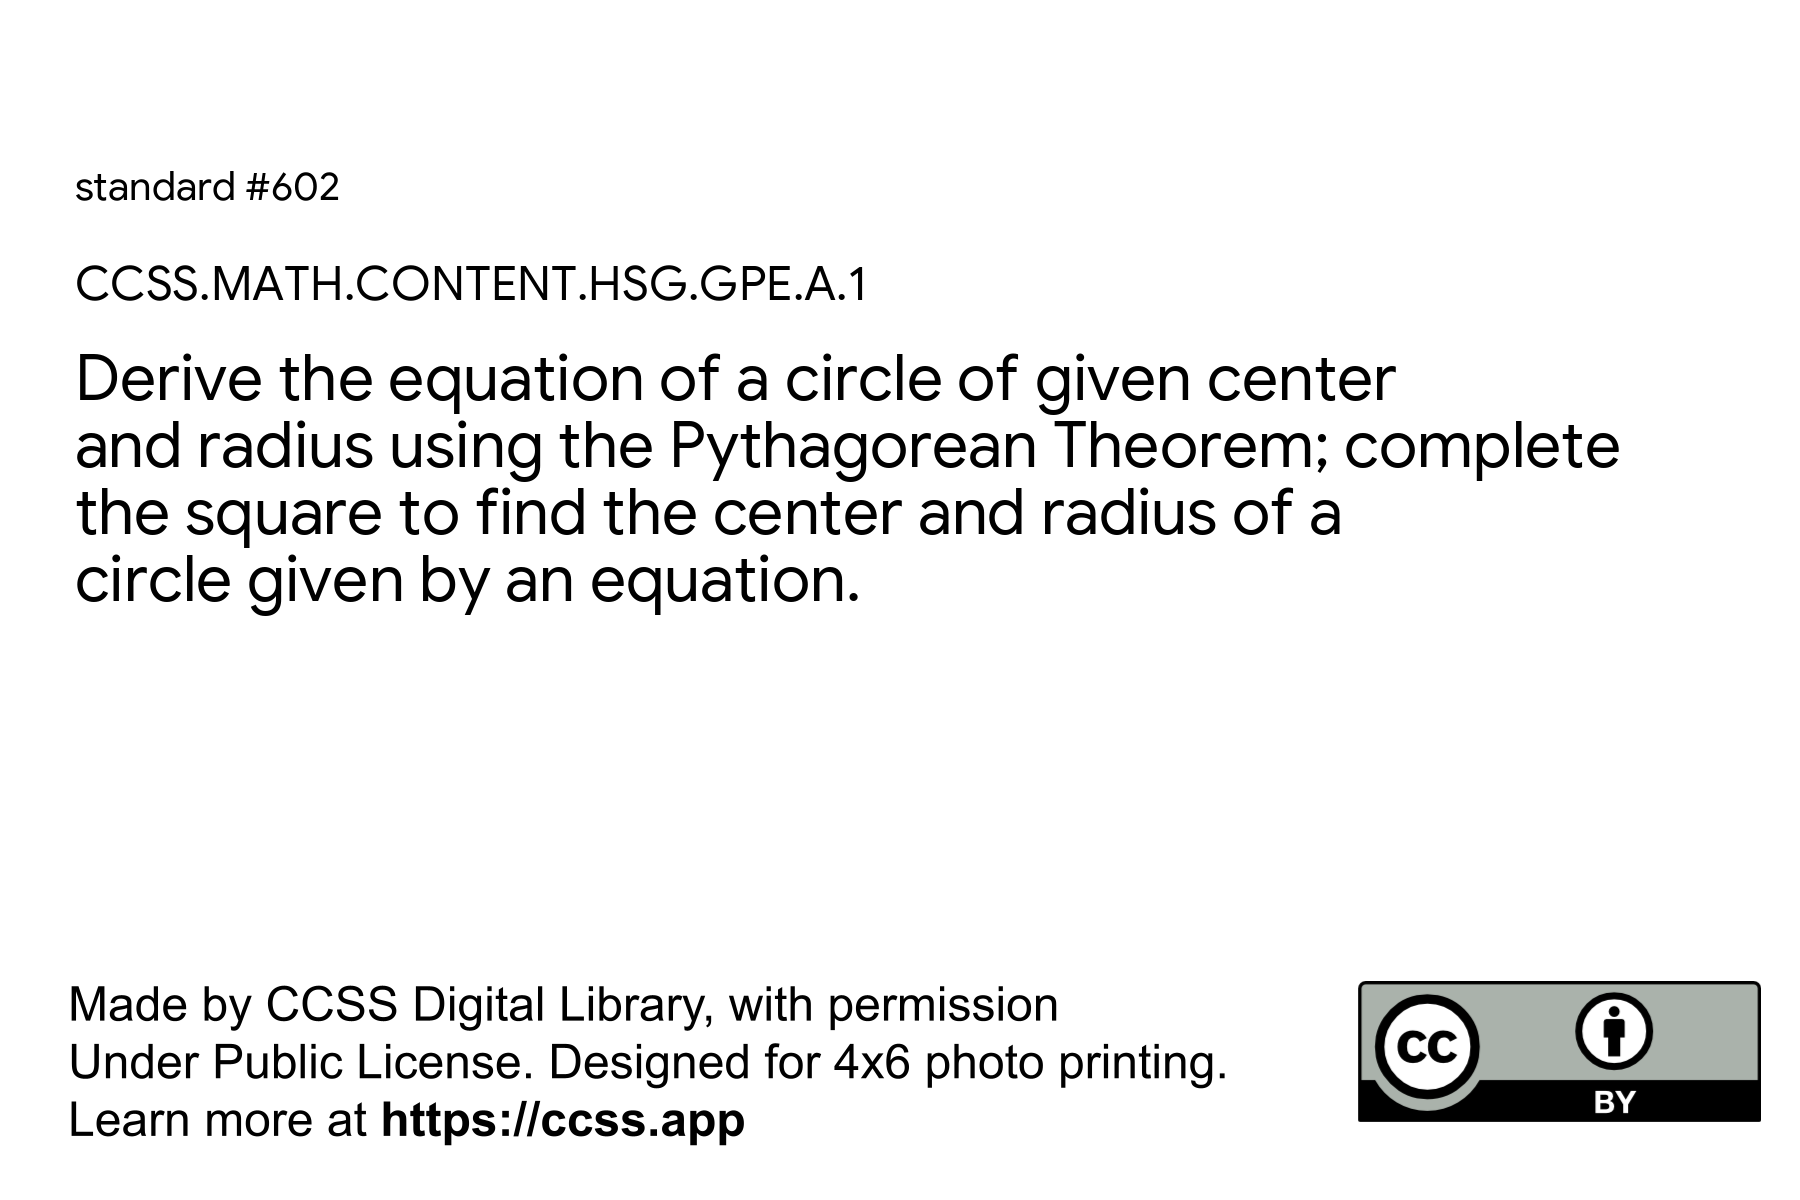 standard #602
CCSS.MATH.CONTENT.HSG.GPE.A.1
Derive the equation of a circle of given center
and radius using the Pythagorean Theorem; complete
the square to find the center and radius of a
circle given by an equation.
Made by CCSS Digital Library, with permission
Under Public License. Designed for 4x6 photo printing.
Learn more at https://ccss.app
CC
BY